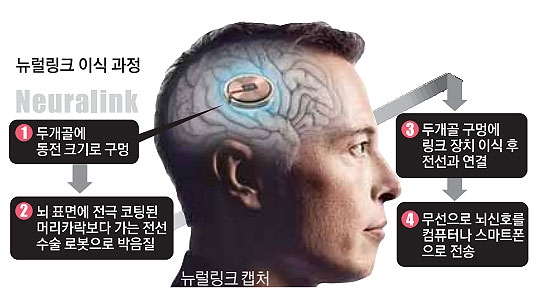 뉴럴링크 이식 과정
Neuralink
1 두개골에
동전 크기로 구멍
2 뇌 표면에 전극 코팅된
머리카락보다 가는 전선
수술 로봇으로 박음질
3 두개골 구멍에
링크 장치 이식 후
전선과 연결
4 무선으로 뇌신호를
컴퓨터나 스마트폰
으로 전송
뉴럴링크 캡처